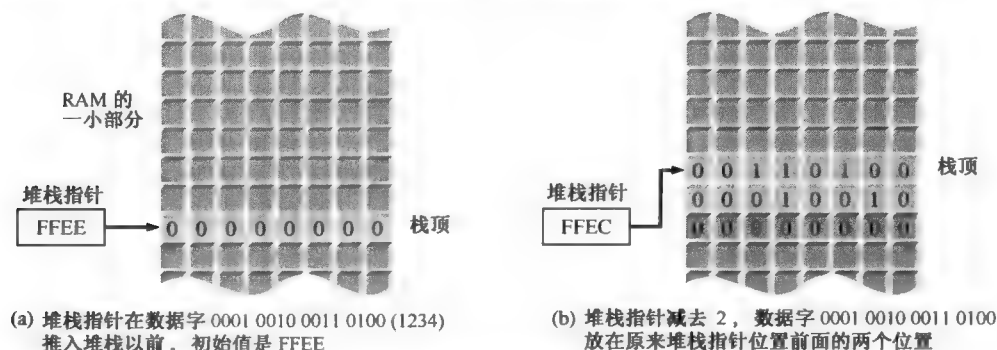 RAM 的
一小部分
堆栈指针
FFEE
0 0 0 0 0 0 0 0
栈顶
(a) 堆栈指针在数据字 0001 0010 0011 0100 (1234)
推入堆栈以前，初始值是 FFEE
堆栈指针
FFEC
0 0 1 1 0 1 0 0
栈顶
0 0 0 1 0 0 1 0
0 0 0 0 0 0 0 0
(b) 堆栈指针减去 2，数据字 0001 0010 0011 0100
放在原来堆栈指针位置前面的两个位置